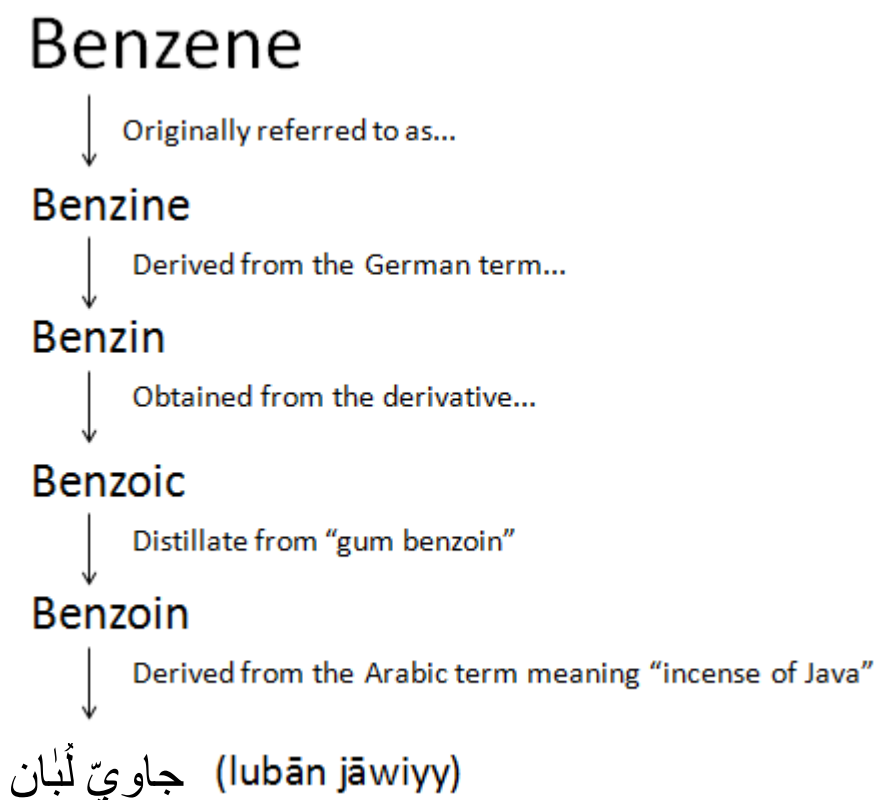 Benzene
Originally referred to as...
Benzine
Derived from the German term...
Benzin
Obtained from the derivative...
Benzoic
Distillate from “gum benzoin”
Benzoin
Derived from the Arabic term meaning “incense of Java”
جاويّ لُبٰان (lubān jāwiyy)